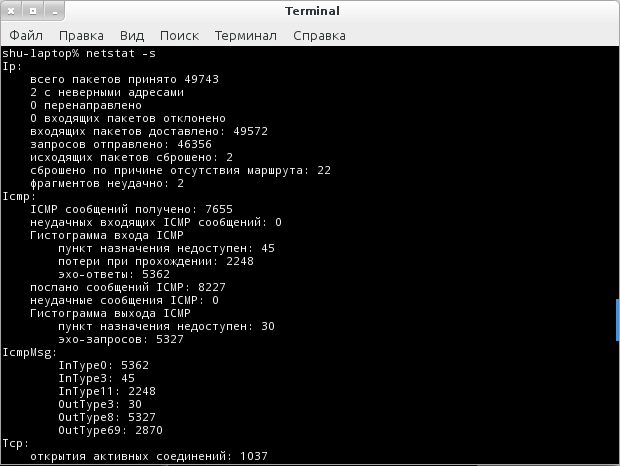 Terminal
Файл Правка Вид Поиск Терминал Справка
shu-laptop% netstat -s
Ip:
всего пакетов принято 49743
2 с неверными адресами
0 перенаправлено
0 входящих пакетов отклонено
входящих пакетов доставлено: 49572
запросов отправлено: 46356
исходящих пакетов сброшено: 2
сброшено по причине отсутствия маршрута: 22
фрагментов неудачно: 2
Icmp:
ICMP сообщений получено: 7655
неудачных входящих ICMP сообщений: 0
Гистограмма входа ICMP
пункт назначения недоступен: 45
потери при прохождении: 2248
эхо-ответы: 5362
послано сообщений ICMP: 8227
неудачные сообщения ICMP: 0
Гистограмма выхода ICMP
пункт назначения недоступен: 30
эхо-запросов: 5327
IcmpMsg:
InType0: 5362
InType3: 45
InType11: 2248
OutType3: 30
OutType8: 5327
OutType69: 2870
Tcp:
открытия активных соединений: 1037